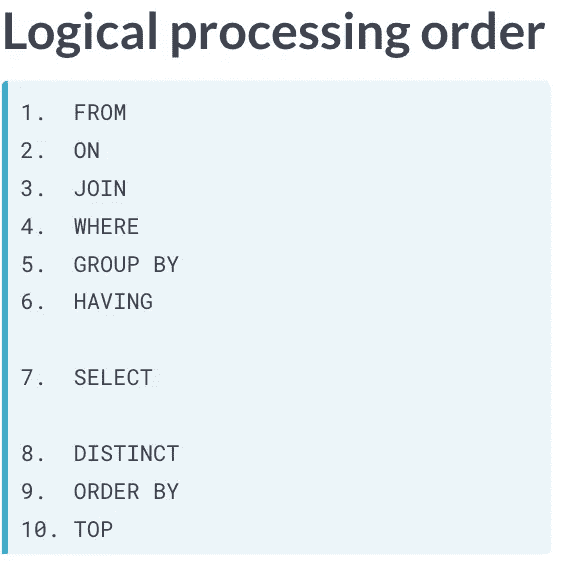 Logical processing order
1. FROM
2. ON
3. JOIN
4. WHERE
5. GROUP BY
6. HAVING
7. SELECT
8. DISTINCT
9. ORDER BY
10. TOP